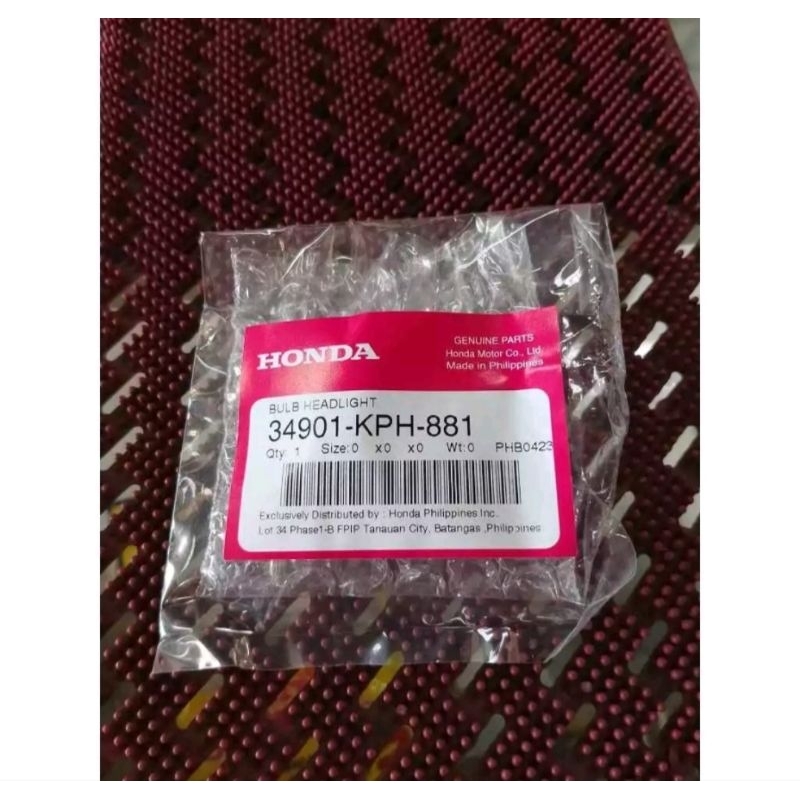 HONDA
GENUINE PARTS
Honda Motor Co., Ltd.
Made in Philippines
BULB HEADLIGHT
34901-KPH-881
Qty: 1 Size:0 x0 x0 Wt:0 PHB0423
Exclusively Distributed by : Honda Philippines Inc.
Lot 34 Phase1-B FPIP Tanauan City, Batangas ,Philippines